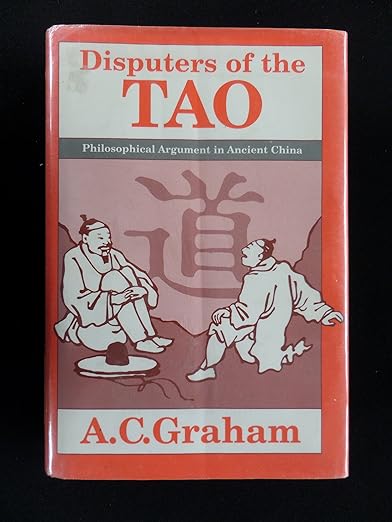 Disputers of the
TAO
Philosophical Argument in Ancient China
道
A.C.Graham